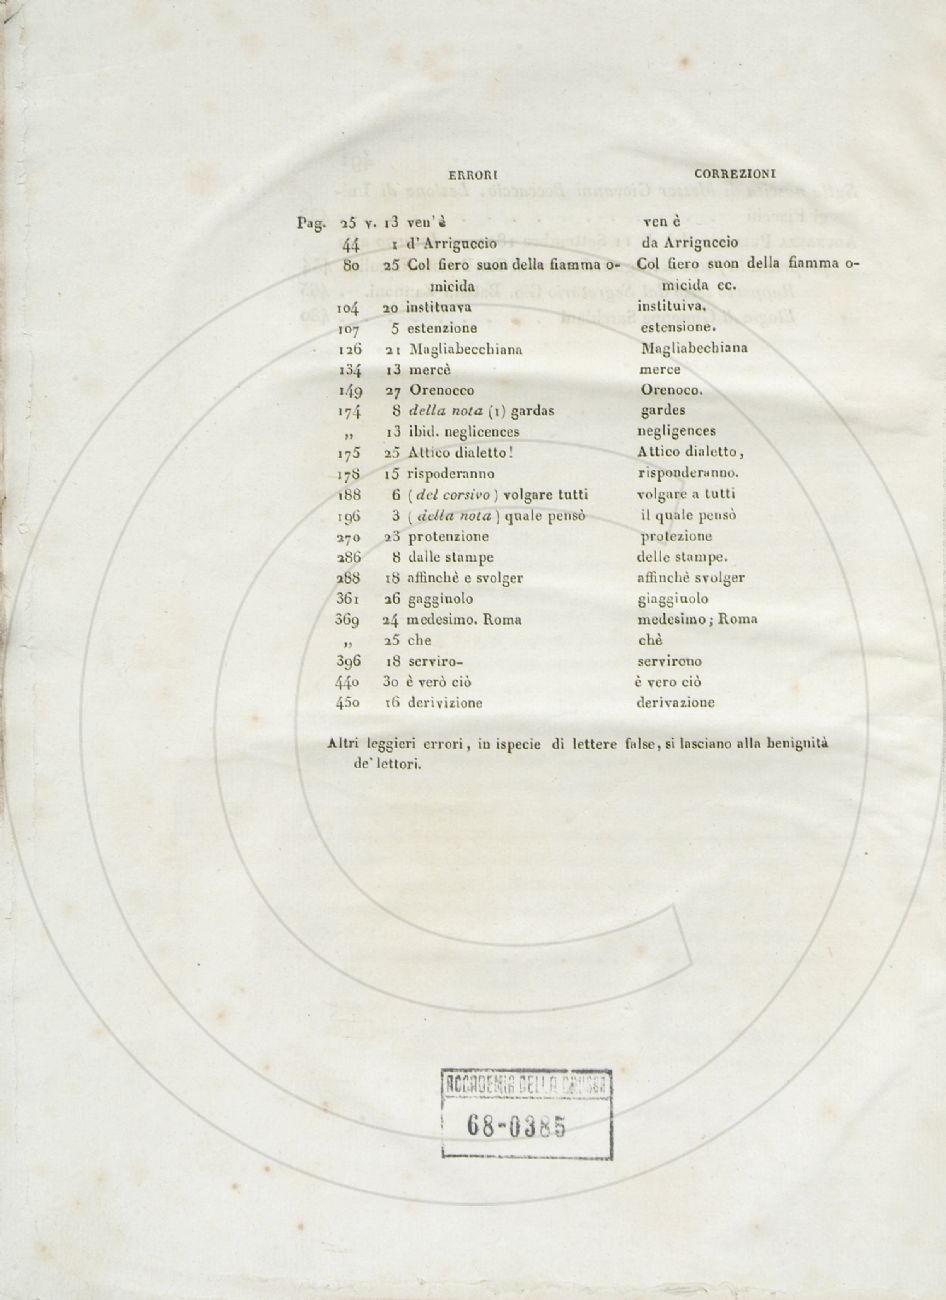 ERRORI CORREZIONI
Pag. 25 v. 13 ven' è ven è
44 1 d' Arriguccio da Arriguccio
80 25 Col fiero suon della fiamma o- Col fiero suon della fiamma o-
micida micida ec.
104 20 instituava instituiva.
107 5 estenzione estensione.
126 21 Magliabecchiana Magliabechiana
134 13 mercè merce
149 27 Orenocco Orenoco.
174 8 della nota (1) gardas gardes
„ 13 ibid. neglicences negligences
175 25 Attico dialetto! Attico dialetto,
178 15 rispoderanno risponderanno.
188 6 (del corsivo) volgare tutti volgare a tutti
196 3 (della nota) quale pensò il quale pensò
270 23 protenzione protezione
286 8 dalle stampe delle stampe.
288 18 affinchè e svolger affinchè svolger
361 26 gaggiuolo giaggiuolo
369 24 medesimo. Roma medesimo; Roma
„ 25 che chè
396 18 serviro- servirono
440 30 è verò ciò è vero ciò
450 16 derivizione derivazione
Altri leggieri errori, in ispecie di lettere false, si lasciano alla benignità
de' lettori.
ACCADEMIA DELLA CRUSCA
68-0385